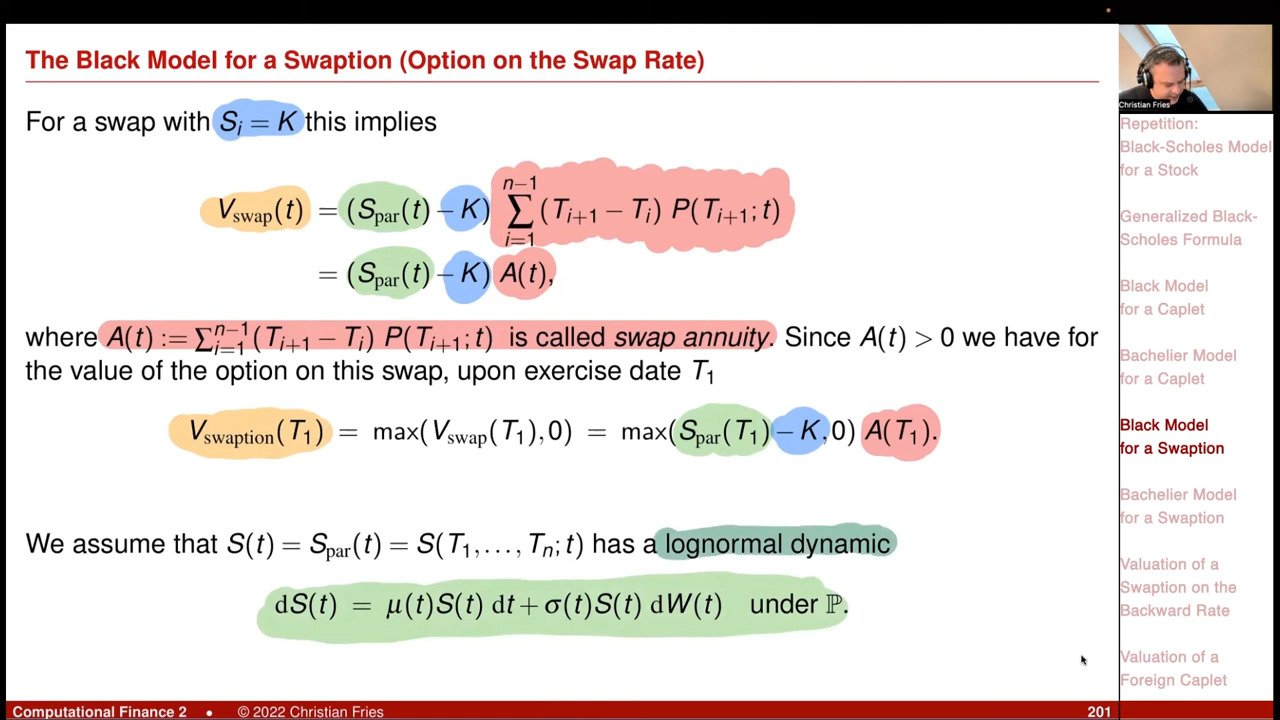 The Black Model for a Swaption (Option on the Swap Rate)
For a swap with S_i = K this implies
V_swap(t) = (S_par(t) − K) ∑_{i=1}^{n−1} (T_{i+1} − T_i) P(T_{i+1}; t)
= (S_par(t) − K) A(t),
where A(t) := ∑_{i=1}^{n−1} (T_{i+1} − T_i) P(T_{i+1}; t) is called swap annuity. Since A(t) > 0 we have for
the value of the option on this swap, upon exercise date T_1
V_swaption(T_1) = max(V_swap(T_1), 0) = max(S_par(T_1) − K, 0) A(T_1).
We assume that S(t) = S_par(t) = S(T_1, …, T_n; t) has a lognormal dynamic
dS(t) = μ(t)S(t) dt + σ(t)S(t) dW(t) under ℙ.
Christian Fries
Repetition:
Black-Scholes Model
for a Stock
Generalized Black-
Scholes Formula
Black Model
for a Caplet
Bachelier Model
for a Caplet
Black Model
for a Swaption
Bachelier Model
for a Swaption
Valuation of a
Swaption on the
Backward Rate
Valuation of a
Foreign Caplet
Computational Finance 2 • © 2022 Christian Fries 201